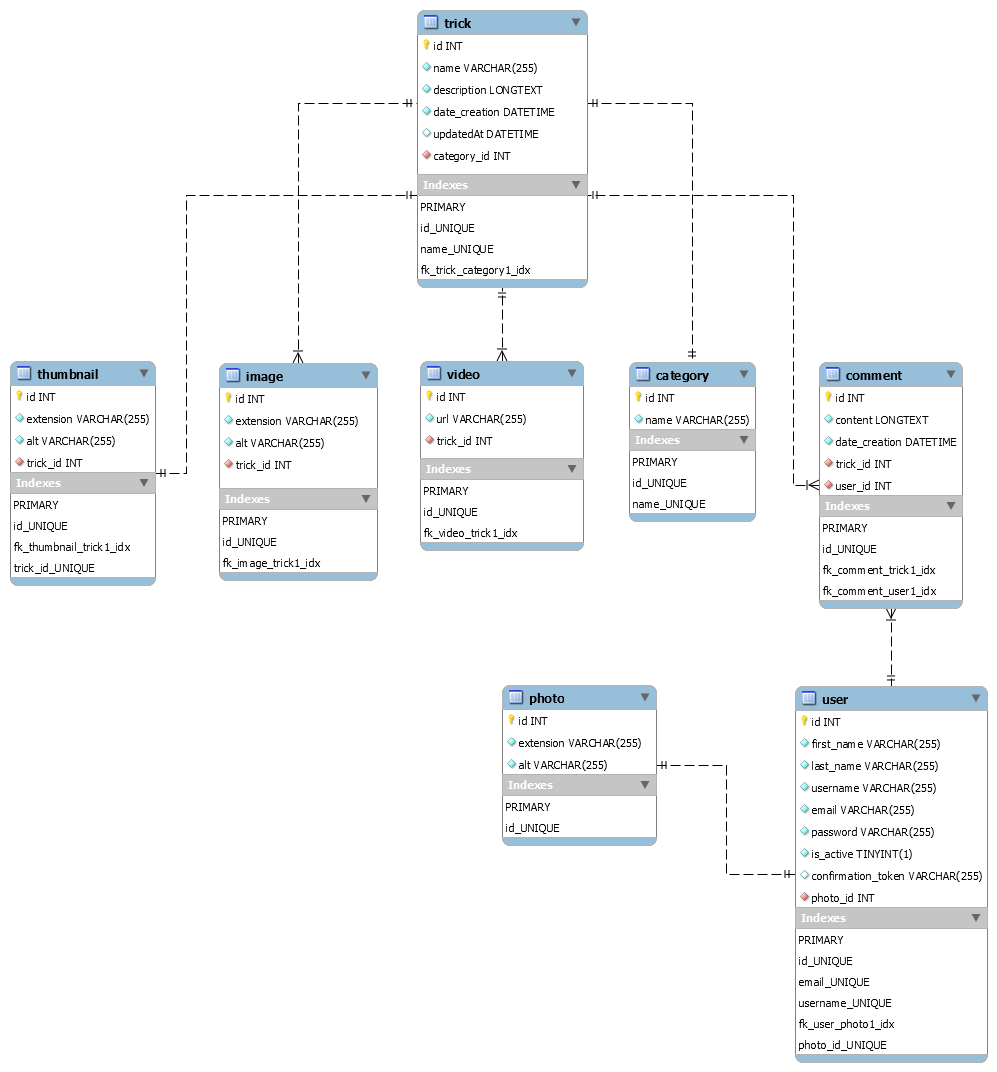 trick
id INT
name VARCHAR(255)
description LONGTEXT
date_creation DATETIME
updatedAt DATETIME
category_id INT
Indexes
PRIMARY
id_UNIQUE
name_UNIQUE
fk_trick_category1_idx
thumbnail
id INT
extension VARCHAR(255)
alt VARCHAR(255)
trick_id INT
Indexes
PRIMARY
id_UNIQUE
fk_thumbnail_trick1_idx
trick_id_UNIQUE
image
id INT
extension VARCHAR(255)
alt VARCHAR(255)
trick_id INT
Indexes
PRIMARY
id_UNIQUE
fk_image_trick1_idx
video
id INT
url VARCHAR(255)
trick_id INT
Indexes
PRIMARY
id_UNIQUE
fk_video_trick1_idx
category
id INT
name VARCHAR(255)
Indexes
PRIMARY
id_UNIQUE
name_UNIQUE
comment
id INT
content LONGTEXT
date_creation DATETIME
trick_id INT
user_id INT
Indexes
PRIMARY
id_UNIQUE
fk_comment_trick1_idx
fk_comment_user1_idx
photo
id INT
extension VARCHAR(255)
alt VARCHAR(255)
Indexes
PRIMARY
id_UNIQUE
user
id INT
first_name VARCHAR(255)
last_name VARCHAR(255)
username VARCHAR(255)
email VARCHAR(255)
password VARCHAR(255)
is_active TINYINT(1)
confirmation_token VARCHAR(255)
photo_id INT
Indexes
PRIMARY
id_UNIQUE
email_UNIQUE
username_UNIQUE
fk_user_photo1_idx
photo_id_UNIQUE